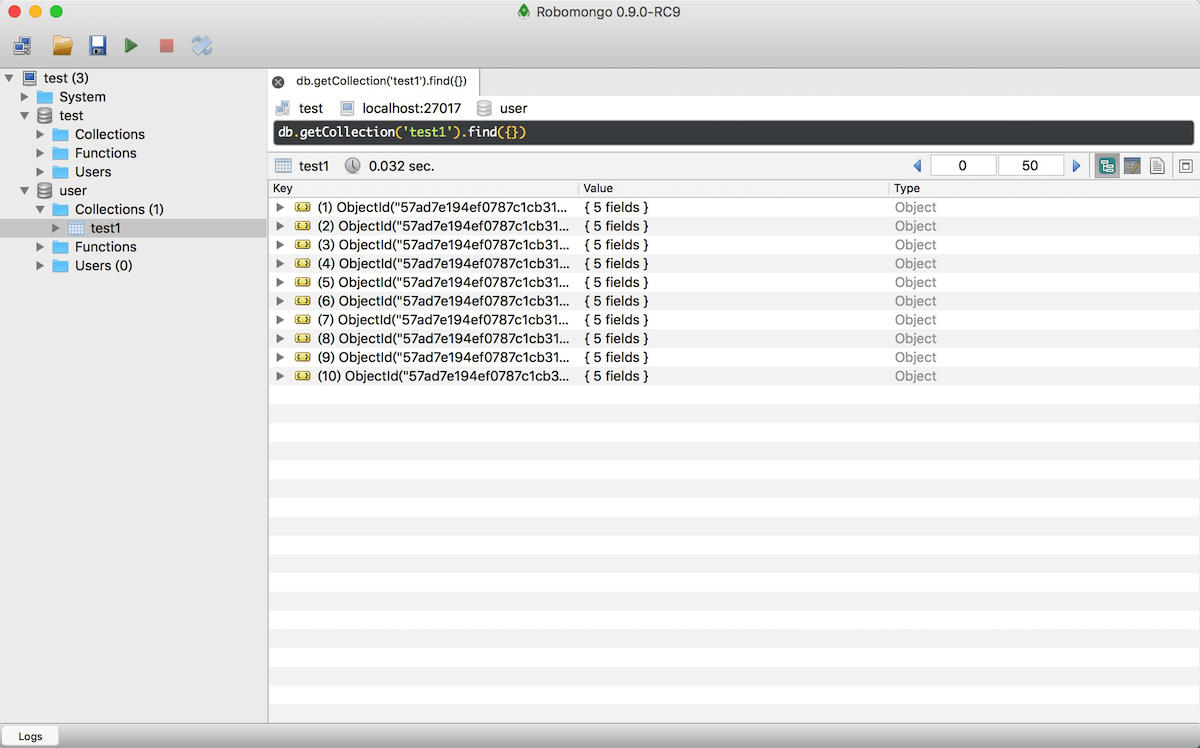 Robomongo 0.9.0-RC9
test (3)
System
test
Collections
Functions
Users
user
Collections (1)
test1
Functions
Users (0)
db.getCollection('test1').find({})
test localhost:27017 user
db.getCollection('test1').find({})
test1 0.032 sec. 0 50
Key Value Type
(1) ObjectId("57ad7e194ef0787c1cb31... { 5 fields } Object
(2) ObjectId("57ad7e194ef0787c1cb31... { 5 fields } Object
(3) ObjectId("57ad7e194ef0787c1cb31... { 5 fields } Object
(4) ObjectId("57ad7e194ef0787c1cb31... { 5 fields } Object
(5) ObjectId("57ad7e194ef0787c1cb31... { 5 fields } Object
(6) ObjectId("57ad7e194ef0787c1cb31... { 5 fields } Object
(7) ObjectId("57ad7e194ef0787c1cb31... { 5 fields } Object
(8) ObjectId("57ad7e194ef0787c1cb31... { 5 fields } Object
(9) ObjectId("57ad7e194ef0787c1cb31... { 5 fields } Object
(10) ObjectId("57ad7e194ef0787c1cb3... { 5 fields } Object
Logs